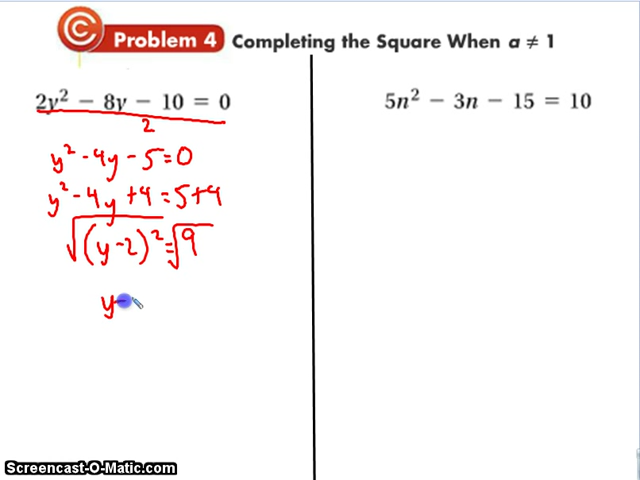 C Problem 4 Completing the Square When a ≠ 1
2y² − 8y − 10 = 0
2
y² - 4y - 5 = 0
y² - 4y + 4 = 5 + 4
√(y - 2)² = √9
y -
5n² − 3n − 15 = 10
Screencast-O-Matic.com